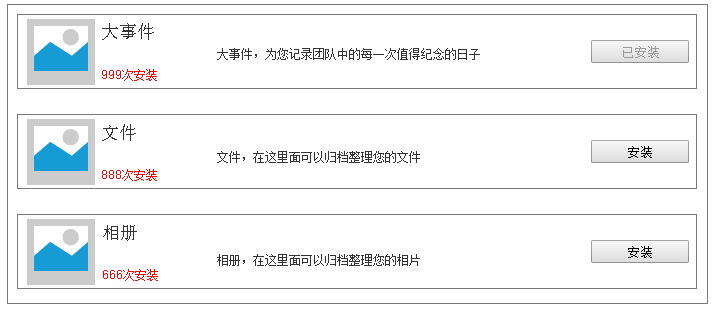 大事件
大事件，为您记录团队中的每一次值得纪念的日子
已安装
999次安装
文件
文件，在这里面可以归档整理您的文件
安装
888次安装
相册
相册，在这里面可以归档整理您的相片
安装
666次安装